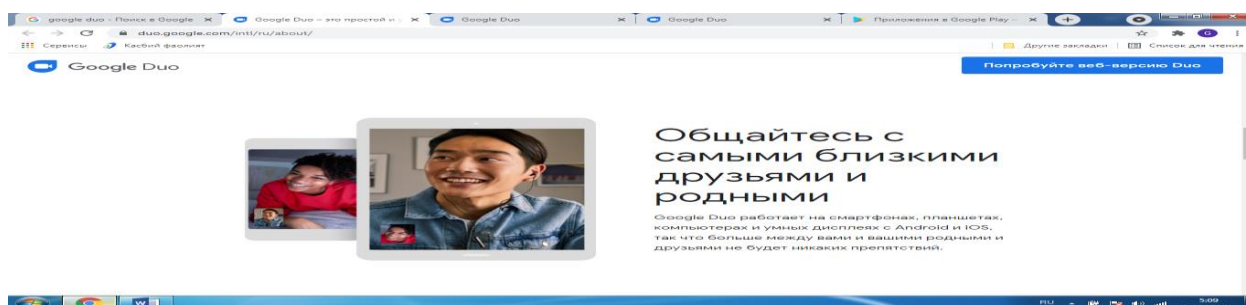 google duo - Поиск в Google
Google Duo – это простой и
Google Duo
Google Duo
Приложения в Google Play –
duo.google.com/intl/ru/about/
G
Сервисы
Касбий фаолият
Другие закладки
Список для чтения
Google Duo
Попробуйте веб-версию Duo
Общайтесь с
самыми близкими
друзьями и
родными
Google Duo работает на смартфонах, планшетах,
компьютерах и умных дисплеях с Android и iOS,
так что больше между вами и вашими родными и
друзьями не будет никаких препятствий.
W
RU
5:09